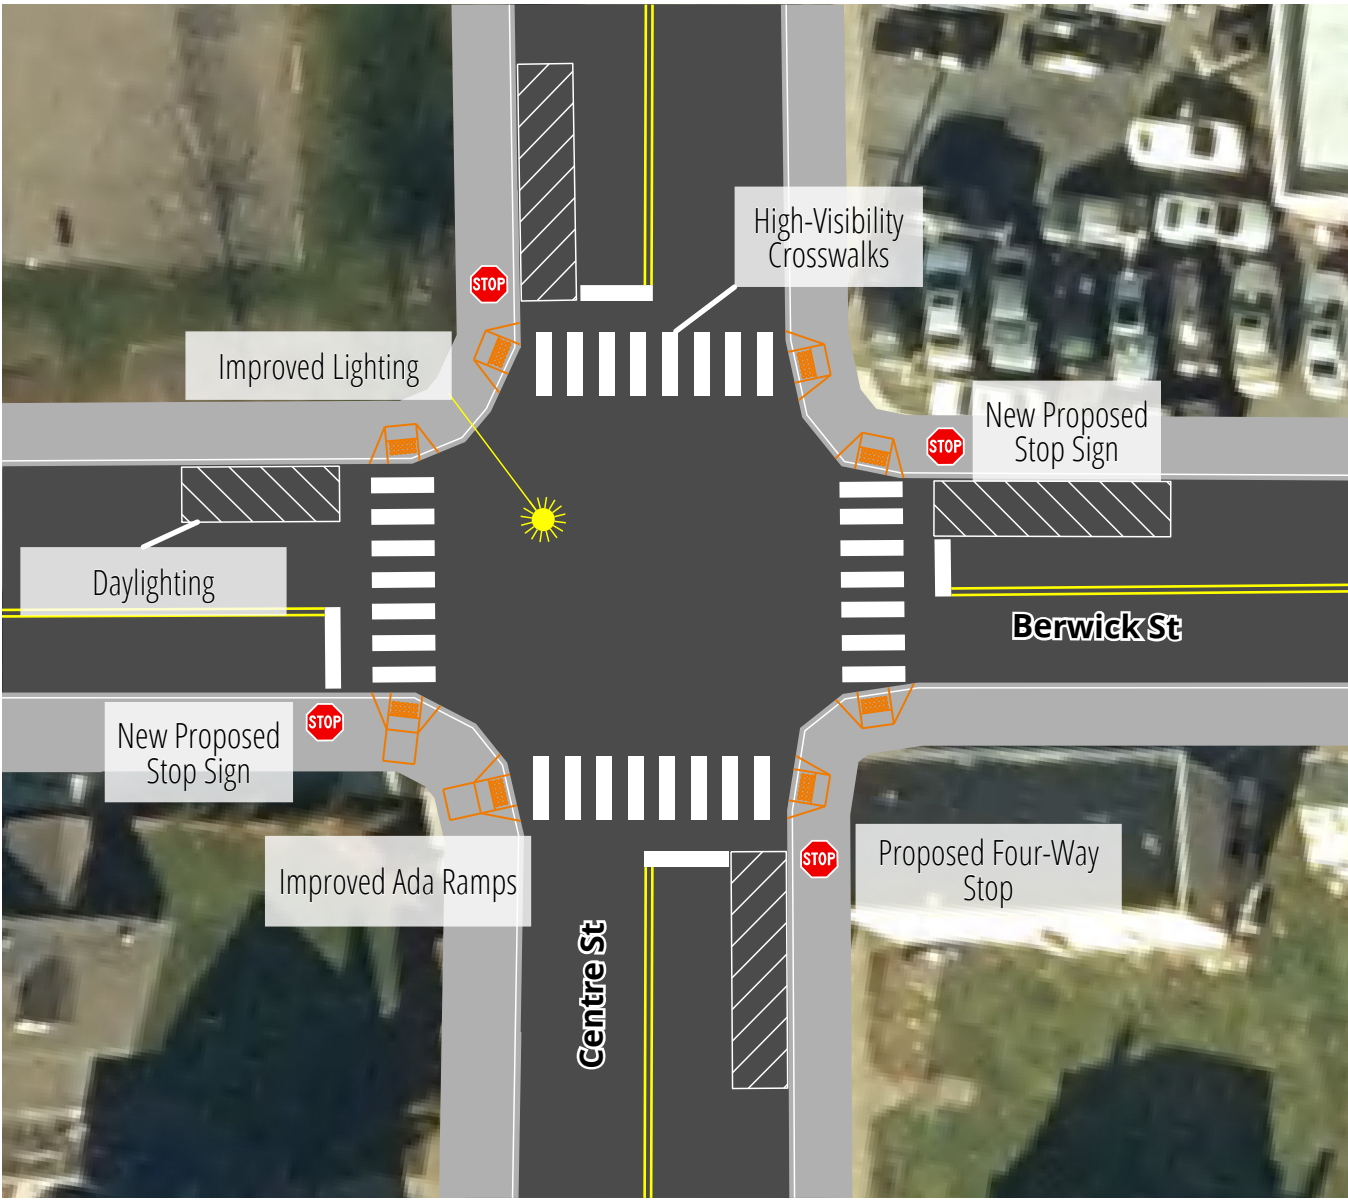 High-Visibility
Crosswalks
STOP
Improved Lighting
New Proposed
Stop Sign
STOP
Daylighting
Berwick St
New Proposed
Stop Sign
STOP
Improved Ada Ramps
STOP
Proposed Four-Way
Stop
Centre St